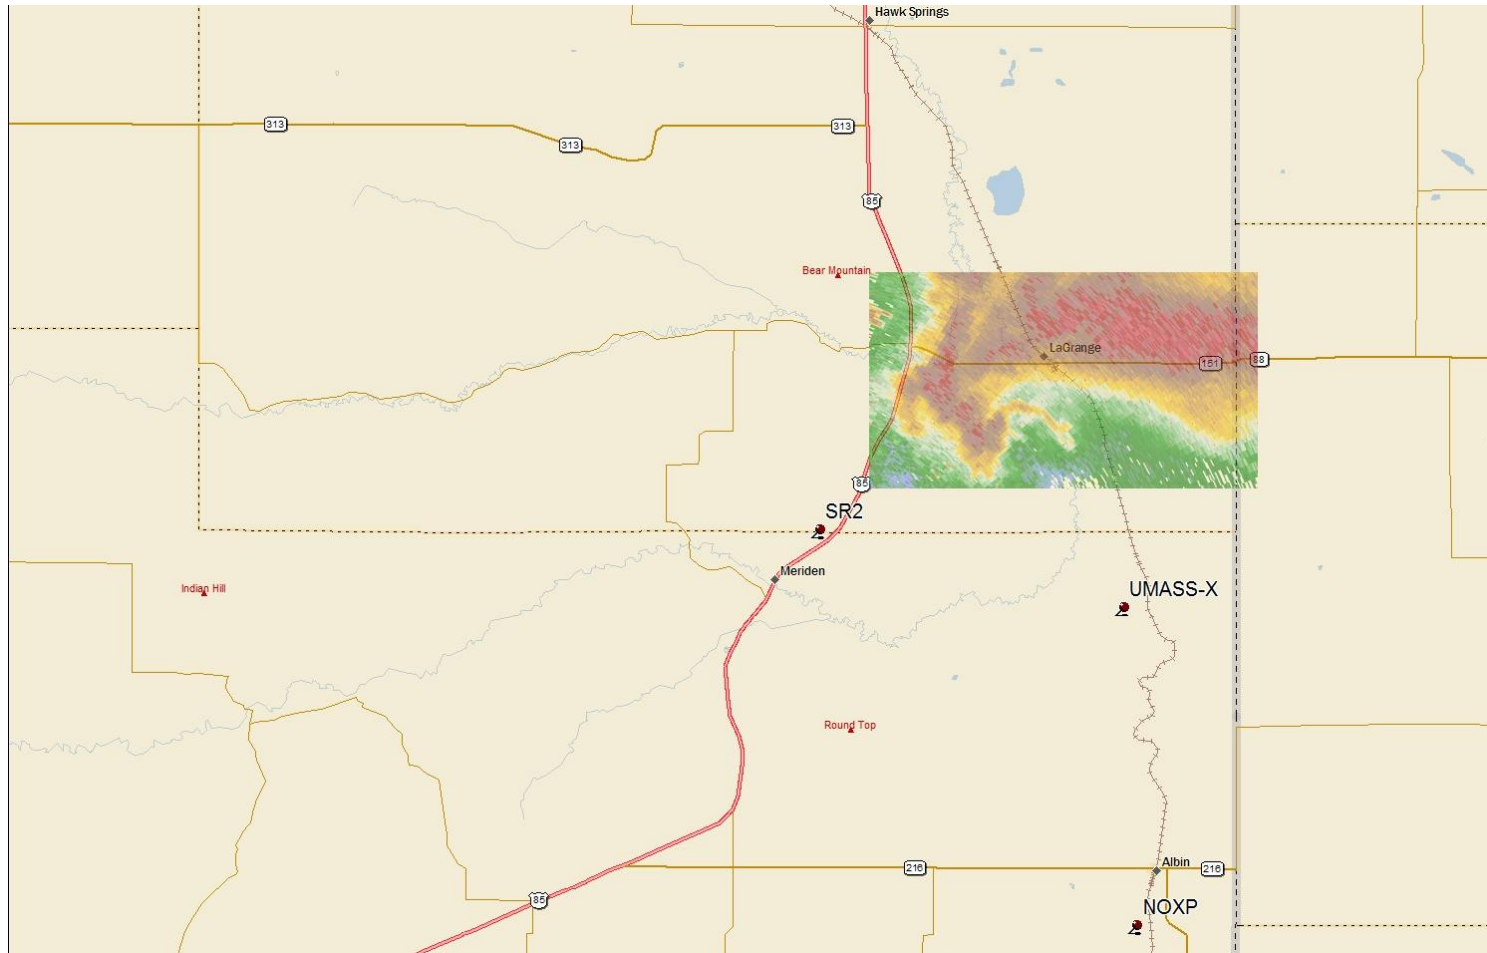 Hawk Springs
313
313
313
85
Bear Mountain
LaGrange
151
88
85
SR2
Meriden
Indian Hill
UMASS-X
Round Top
Albin
216
216
85
NOXP